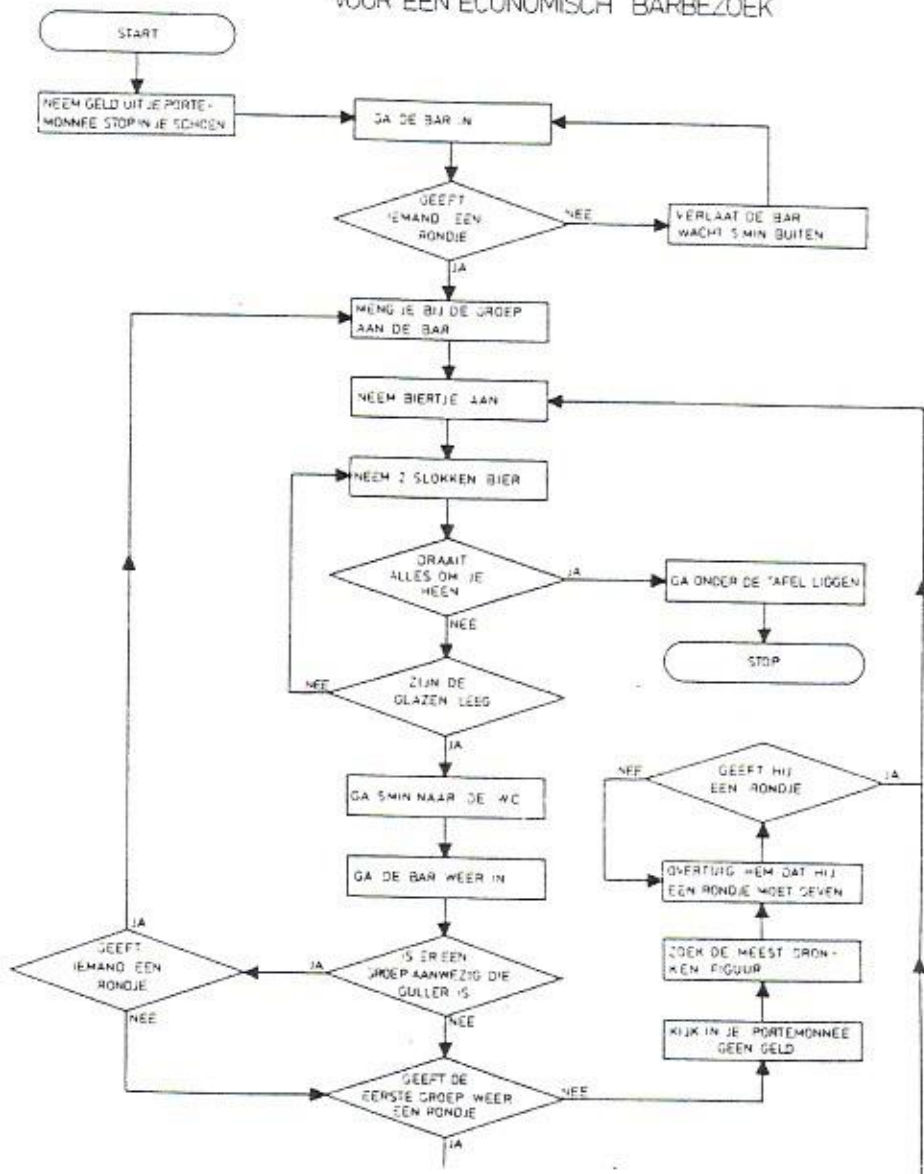 VOOR EEN ECONOMISCH BARBEZOEK
START
NEEM GELD UIT JE PORTE-
MONNEE STOP IN JE SCHOEN
GA DE BAR IN
GEEFT
IEMAND EEN
RONDJE
NEE
VERLAAT DE BAR
WACHT 5 MIN BUITEN
JA
MENG JE BIJ DE GROEP
AAN DE BAR
NEEM BIERTJE AAN
NEEM 2 SLOKKEN BIER
DRAAIT
ALLES OM JE
HEEN
JA
GA ONDER DE TAFEL LIGGEN
STOP
NEE
ZIJN DE
GLAZEN LEEG
NEE
JA
GA 5 MIN NAAR DE WC
GA DE BAR WEER IN
IS ER EEN
GROEP AANWEZIG DIE
GULLER IS
JA
GEEFT
IEMAND EEN
RONDJE
JA
NEE
NEE
GEEFT DE
EERSTE GROEP WEER
EEN RONDJE
NEE
JA
KIJK IN JE PORTEMONNEE
GEEN GELD
ZOEK DE MEEST DRON-
KEN FIGUUR
OVERTUIG HEM DAT HIJ
EEN RONDJE MOET GEVEN
GEEFT HIJ
EEN RONDJE
NEE
JA